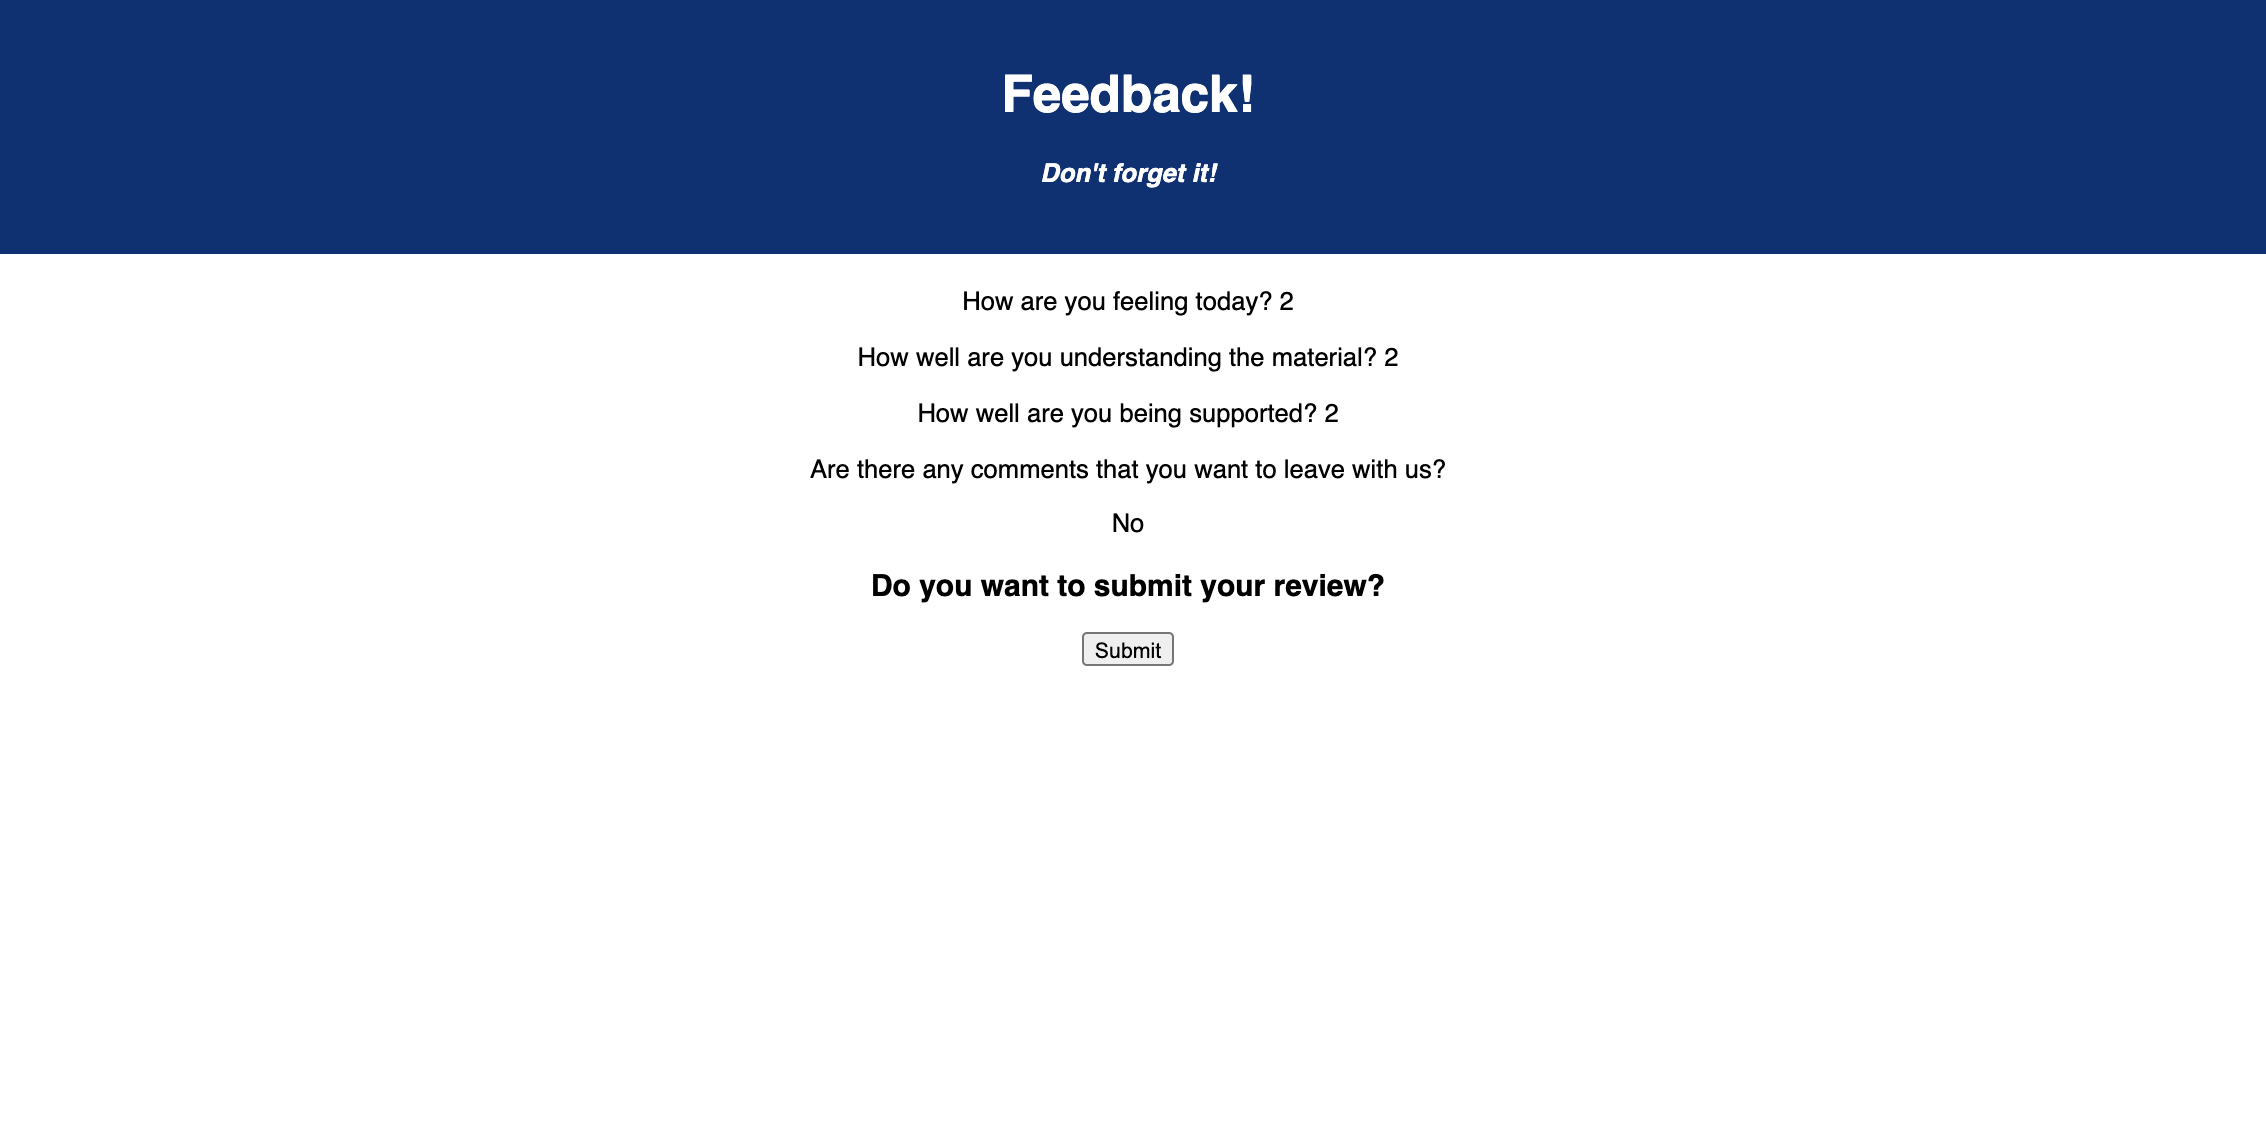 Feedback!
Don't forget it!
How are you feeling today? 2
How well are you understanding the material? 2
How well are you being supported? 2
Are there any comments that you want to leave with us?
No
Do you want to submit your review?
Submit